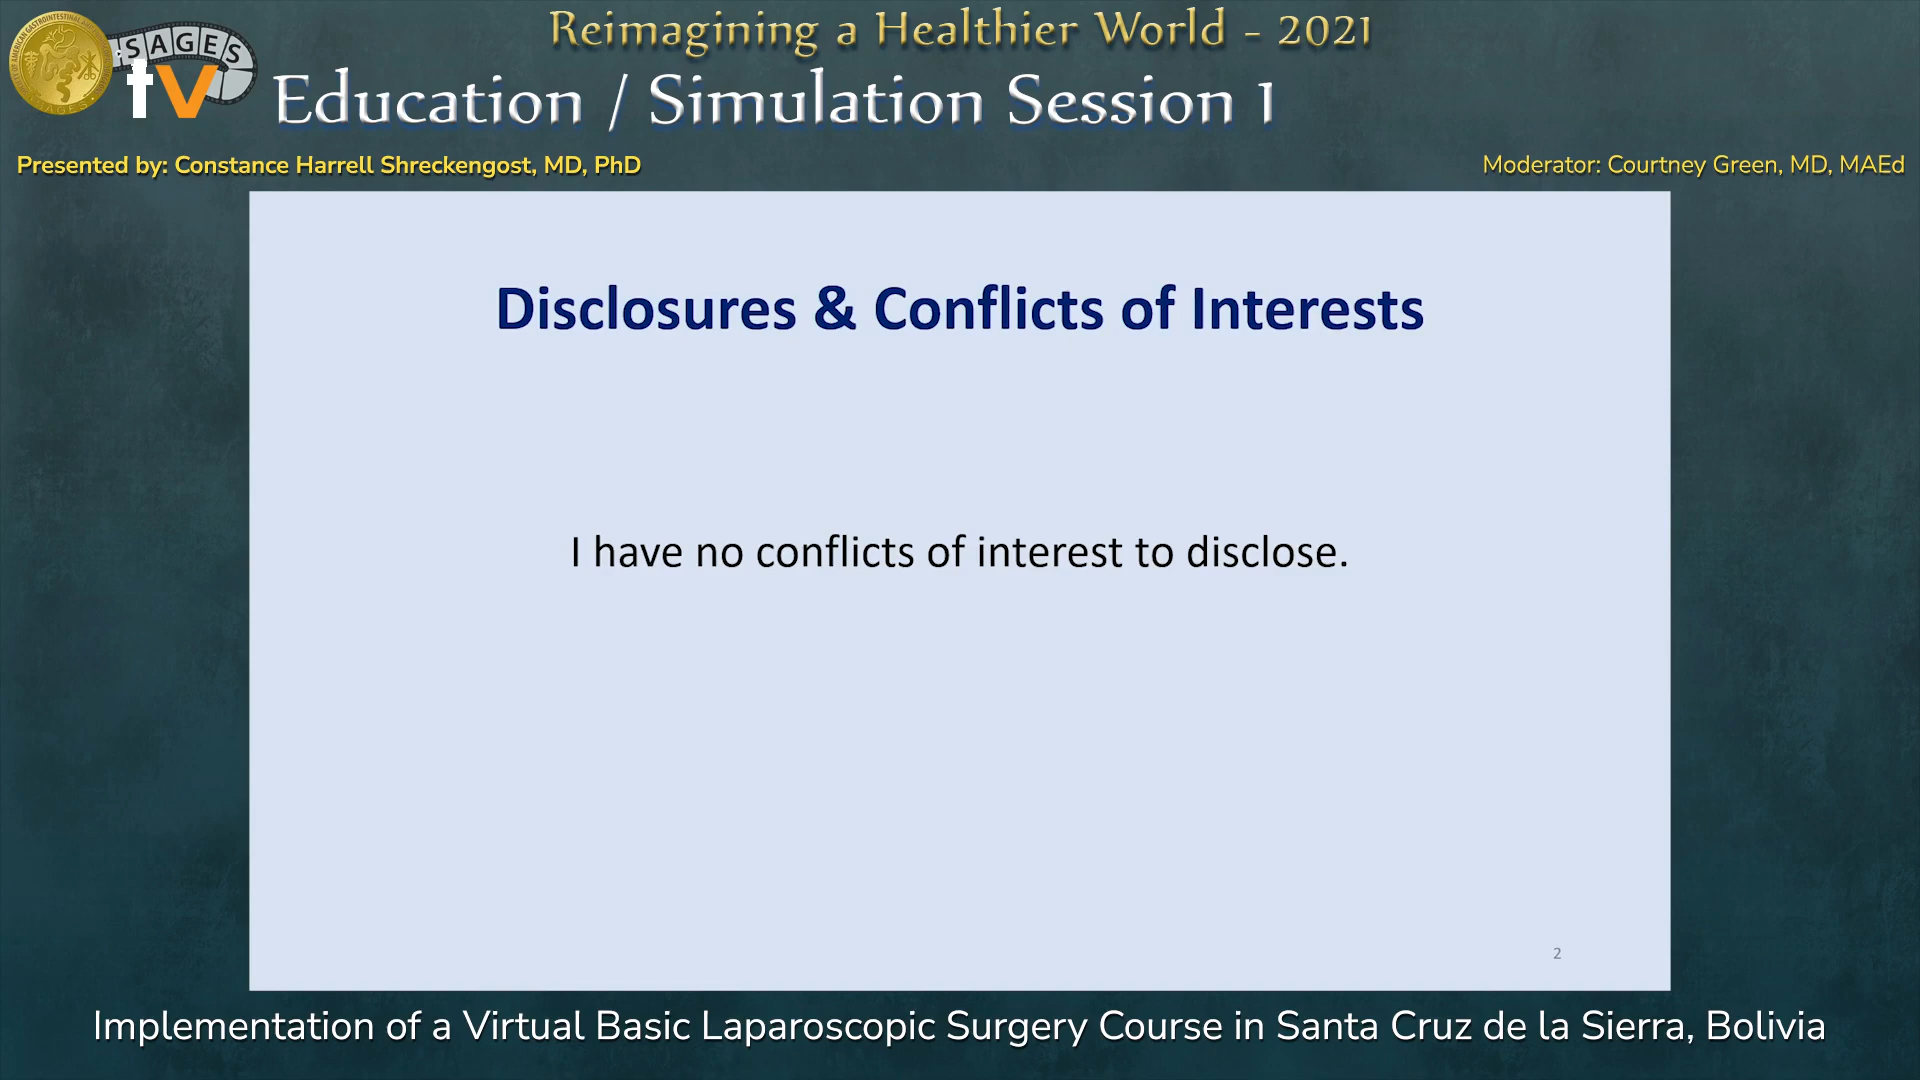 Reimagining a Healthier World - 2021
SAGES
tv
Education / Simulation Session 1
Presented by: Constance Harrell Shreckengost, MD, PhD
Moderator: Courtney Green, MD, MAEd
Disclosures & Conflicts of Interests
I have no conflicts of interest to disclose.
2
Implementation of a Virtual Basic Laparoscopic Surgery Course in Santa Cruz de la Sierra, Bolivia